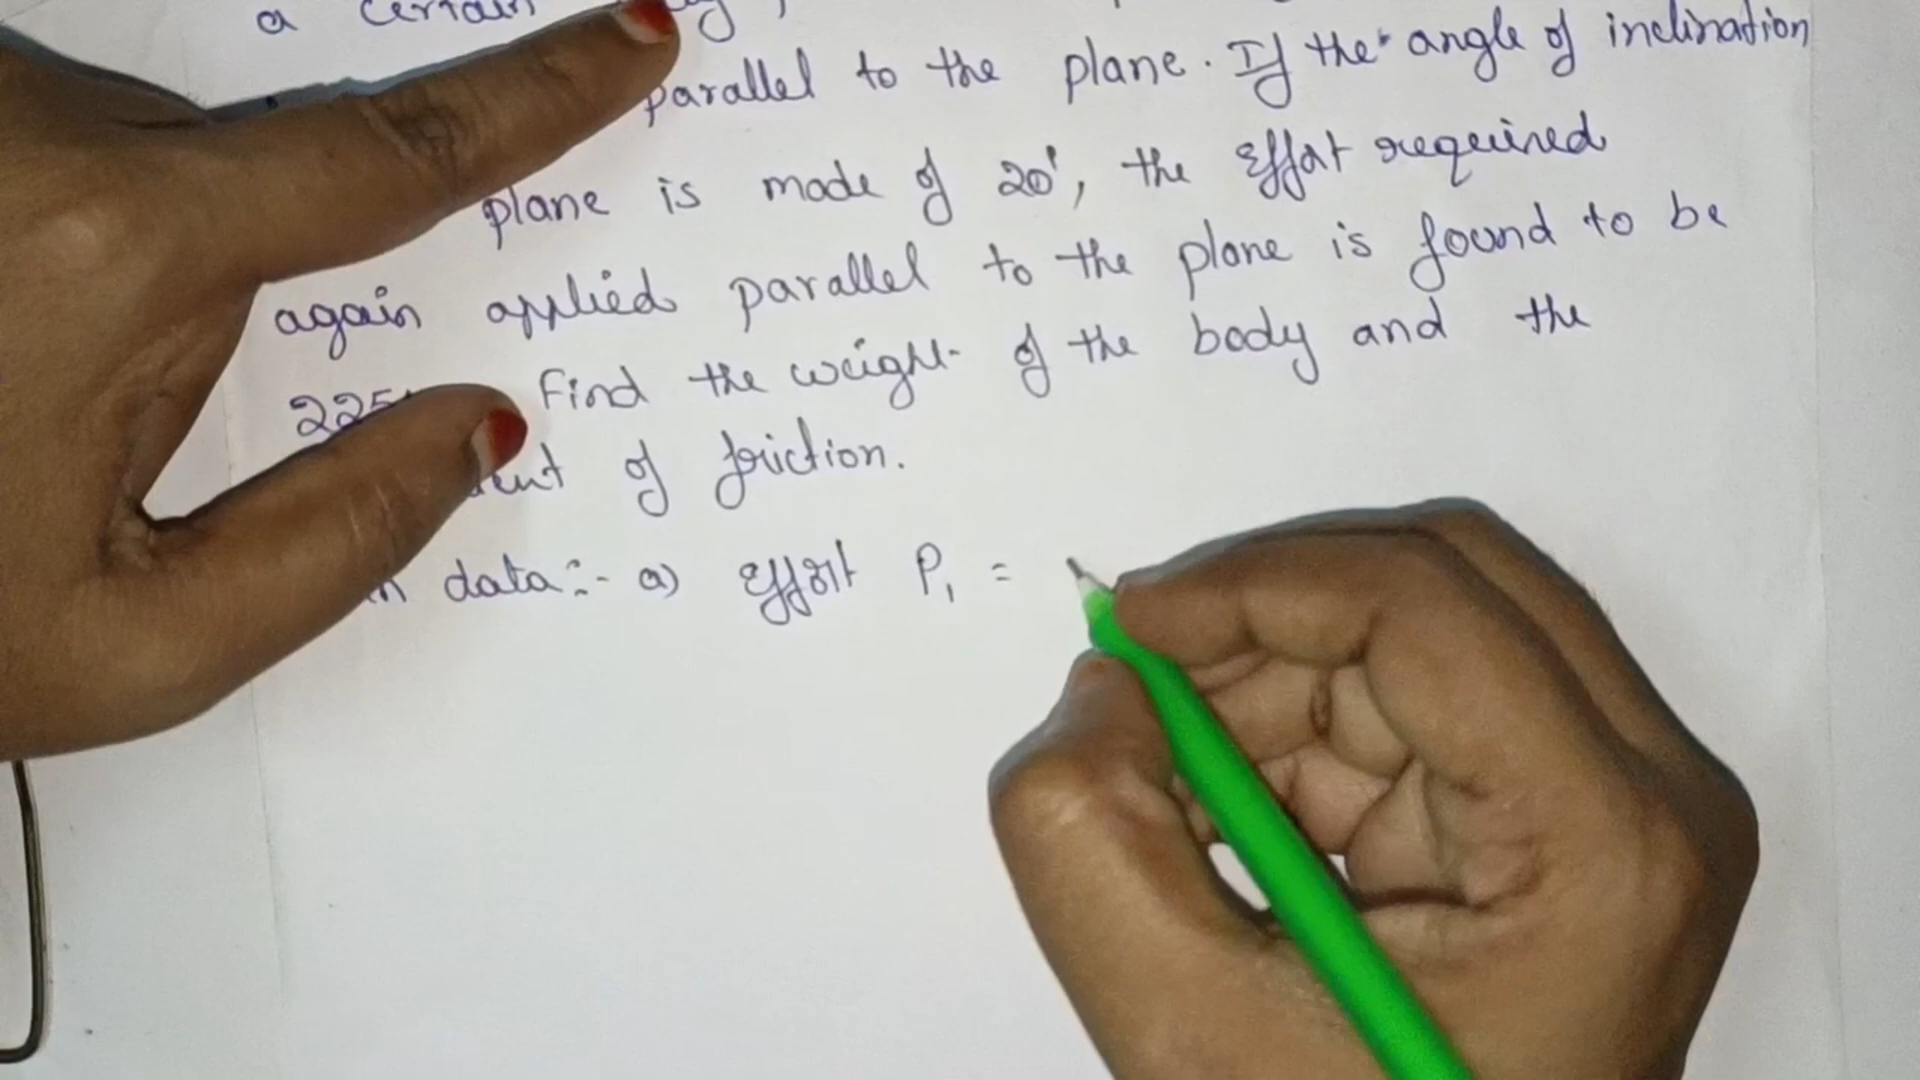 a certain
parallel to the plane. If the angle of inclination
plane is made of 20°, the Effort required
again applied parallel to the plane is found to be
225 Find the weight of the body and the
of friction.
data:- a) Effort P₁ =